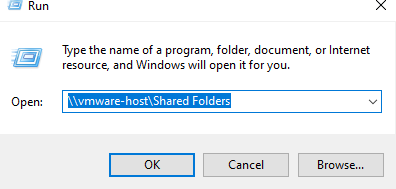 Run
Type the name of a program, folder, document, or Internet
resource, and Windows will open it for you.
Open: \\vmware-host\Shared Folders
OK Cancel Browse...